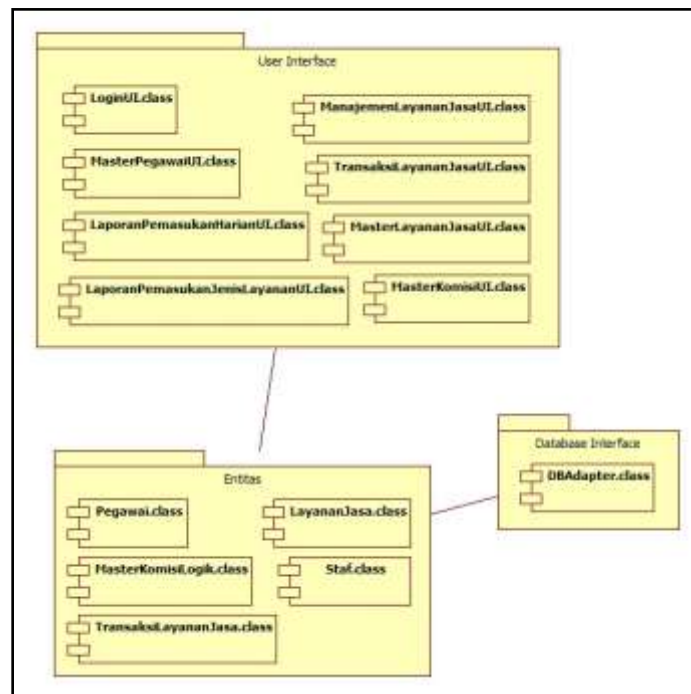 User Interface
LoginUI.class
ManajemenLayananJasaUI.class
MasterPegawaiUI.class
TransaksiLayananJasaUI.class
LaporanPemasukanHarianUI.class
MasterLayananJasaUI.class
LaporanPemasukanJenisLayananUI.class
MasterKomisiUI.class
Entitas
Pegawai.class
LayananJasa.class
MasterKomisiLogik.class
Staf.class
TransaksiLayananJasa.class
Database Interface
DBAdapter.class